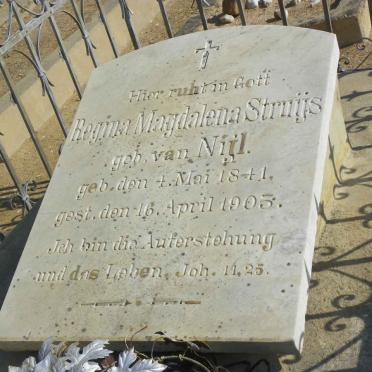 Hier ruht in Gott
Regina Magdalena Struijs
geb. van Nijl.
geb. den 4. Mai 1841.
gest. den 16. April 1903.
Ich bin die Auferstehung
und das Leben. Joh. 11. 25.